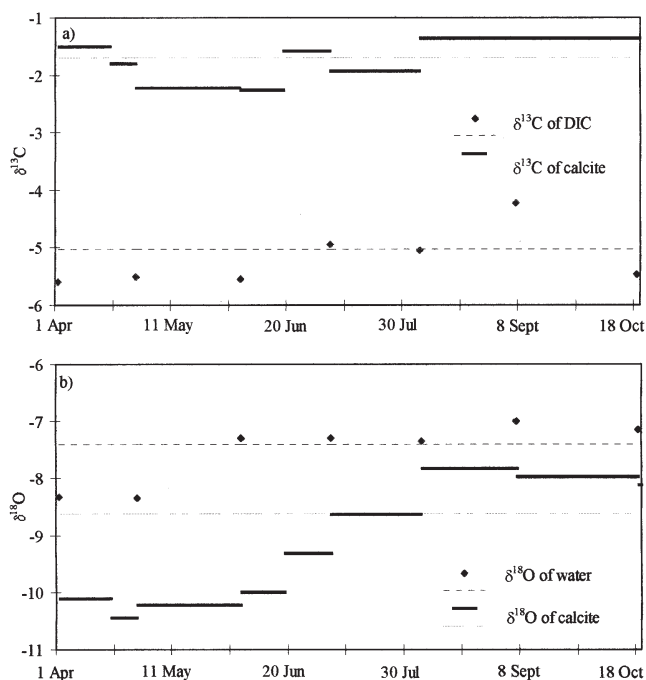 -1
a)
-2
-3
δ¹³C of DIC
δ¹³C
δ¹³C of calcite
-4
-5
-6
1 Apr 11 May 20 Jun 30 Jul 8 Sept 18 Oct
-6
b)
-7
-8
δ¹⁸O
-9
δ¹⁸O of water
-10
δ¹⁸O of calcite
-11
1 Apr 11 May 20 Jun 30 Jul 8 Sept 18 Oct